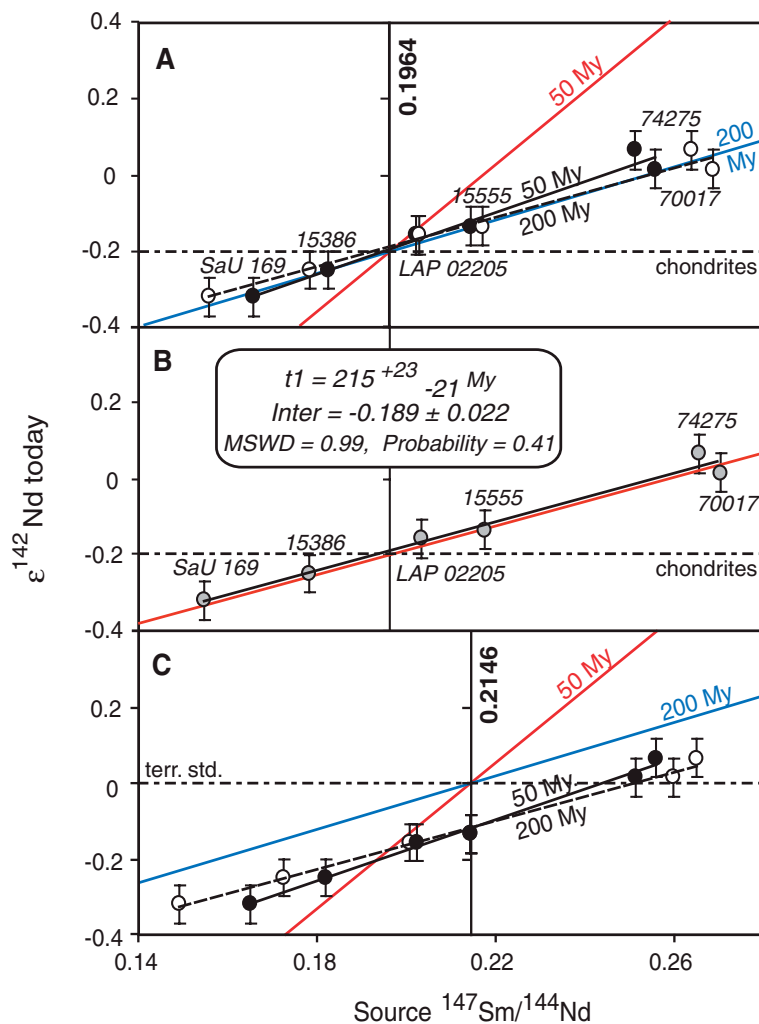 0.4
A
0.1964
50 My
74275
0.2
200
My
0
15555
50 My
200 My
70017
15386
-0.2
SaU 169
LAP 02205
chondrites
-0.4
B
t1 = 215 +23 -21 My
Inter = -0.189 ± 0.022
MSWD = 0.99, Probability = 0.41
0.2
74275
0
15555
70017
15386
-0.2
SaU 169
LAP 02205
chondrites
-0.4
C
0.2146
50 My
200 My
0.2
terr. std.
0
50 My.
200 My
-0.2
-0.4
0.14
0.18
0.22
0.26
ε142 Nd today
Source 147Sm/144Nd